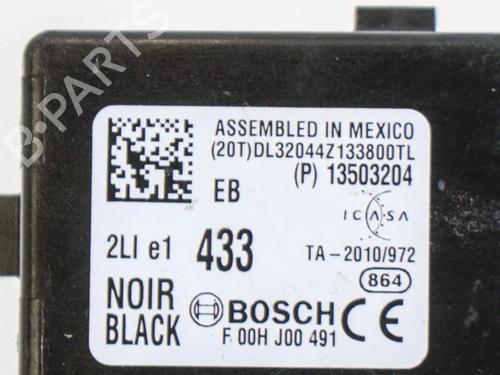 ASSEMBLED IN MEXICO
(20T)DL32044Z133800TL
(P) 13503204
EB
ICASA
2LI e1 433
TA-2010/972
864
NOIR
BLACK
BOSCH CE
F 00H J00 491
B-PARTS